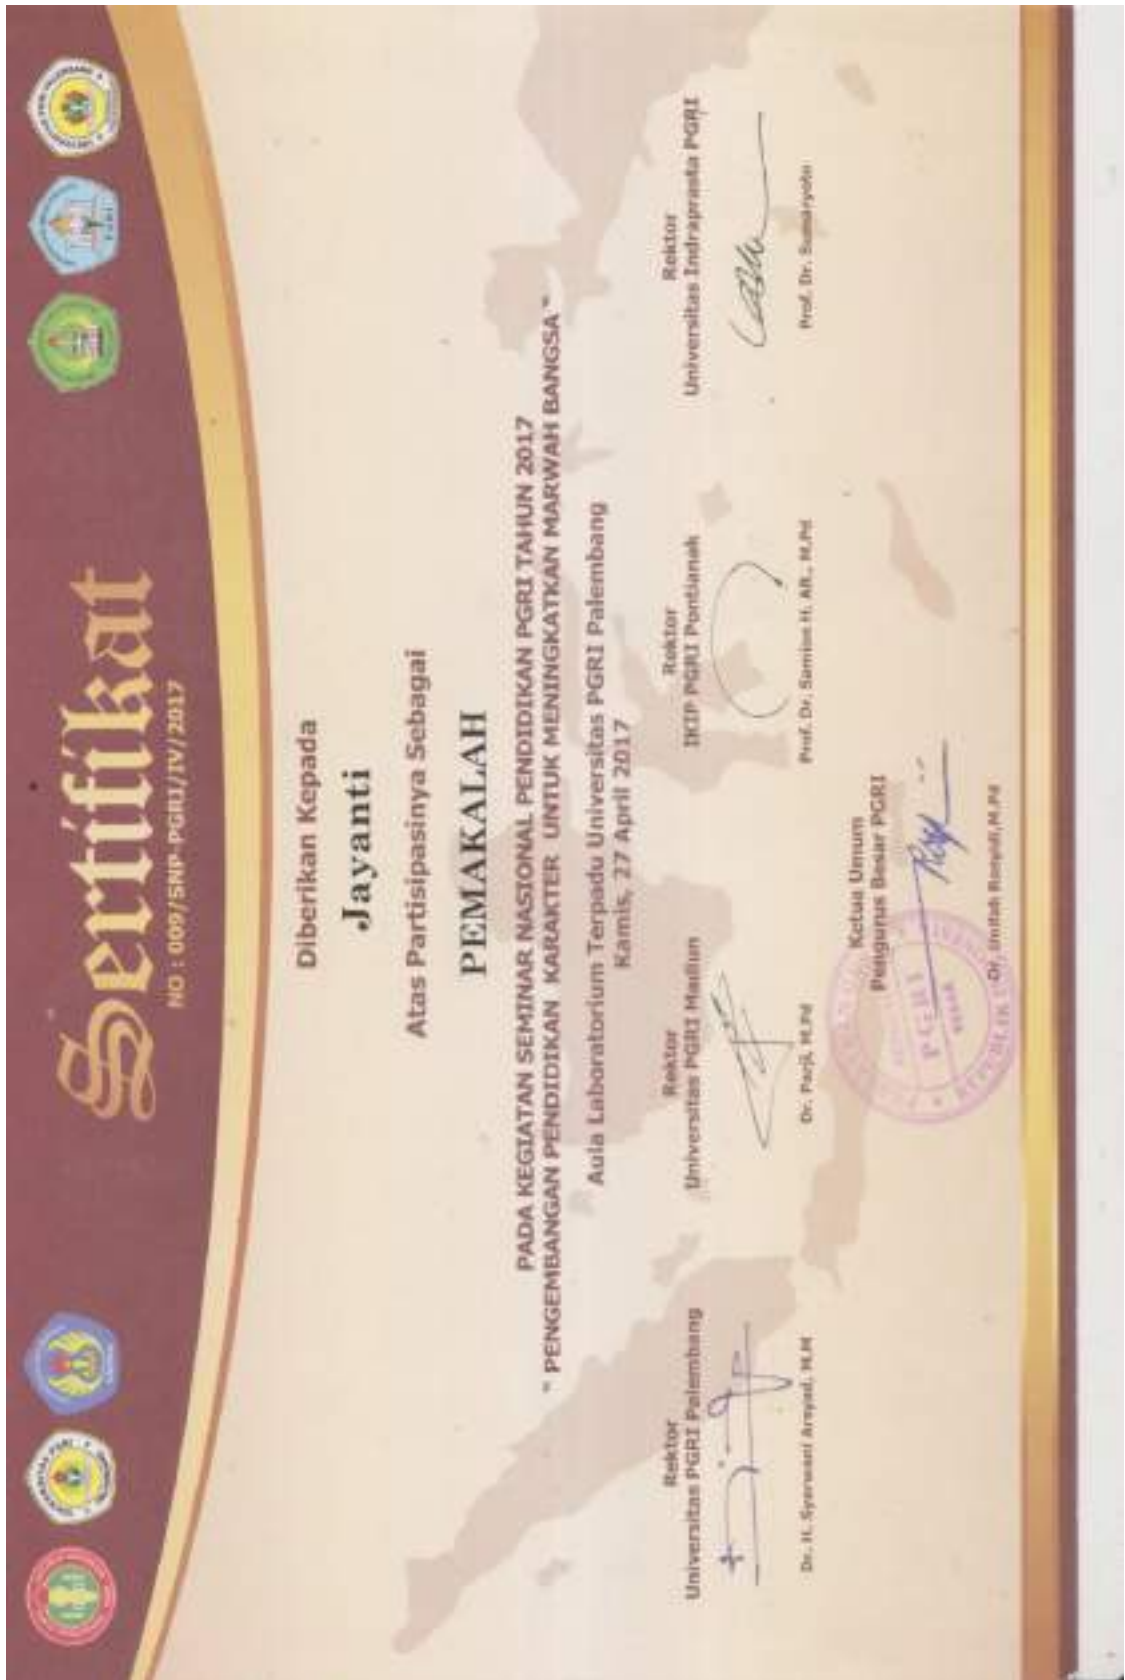 Sertifikat
NO : 009/SNP-PGRI/IV/2017
Diberikan Kepada
Jayanti
Atas Partisipasinya Sebagai
PEMAKALAH
PADA KEGIATAN SEMINAR NASIONAL PENDIDIKAN PGRI TAHUN 2017
" PENGEMBANGAN PENDIDIKAN KARAKTER UNTUK MENINGKATKAN MARWAH BANGSA "
Aula Laboratorium Terpadu Universitas PGRI Palembang
Kamis, 27 April 2017
Rektor
Universitas PGRI Palembang
Dr. H. Syarwani Ahmad, M.M
Rektor
Universitas PGRI Madiun
Dr. Parji, M.Pd
Rektor
IKIP PGRI Pontianak
Prof. Dr. Samion H. AR., M.Pd
Rektor
Universitas Indraprasta PGRI
Prof. Dr. Sumaryoto
Ketua Umum
Pengurus Besar PGRI
Dr. Unifah Rosyidi,M.Pd
PGRI